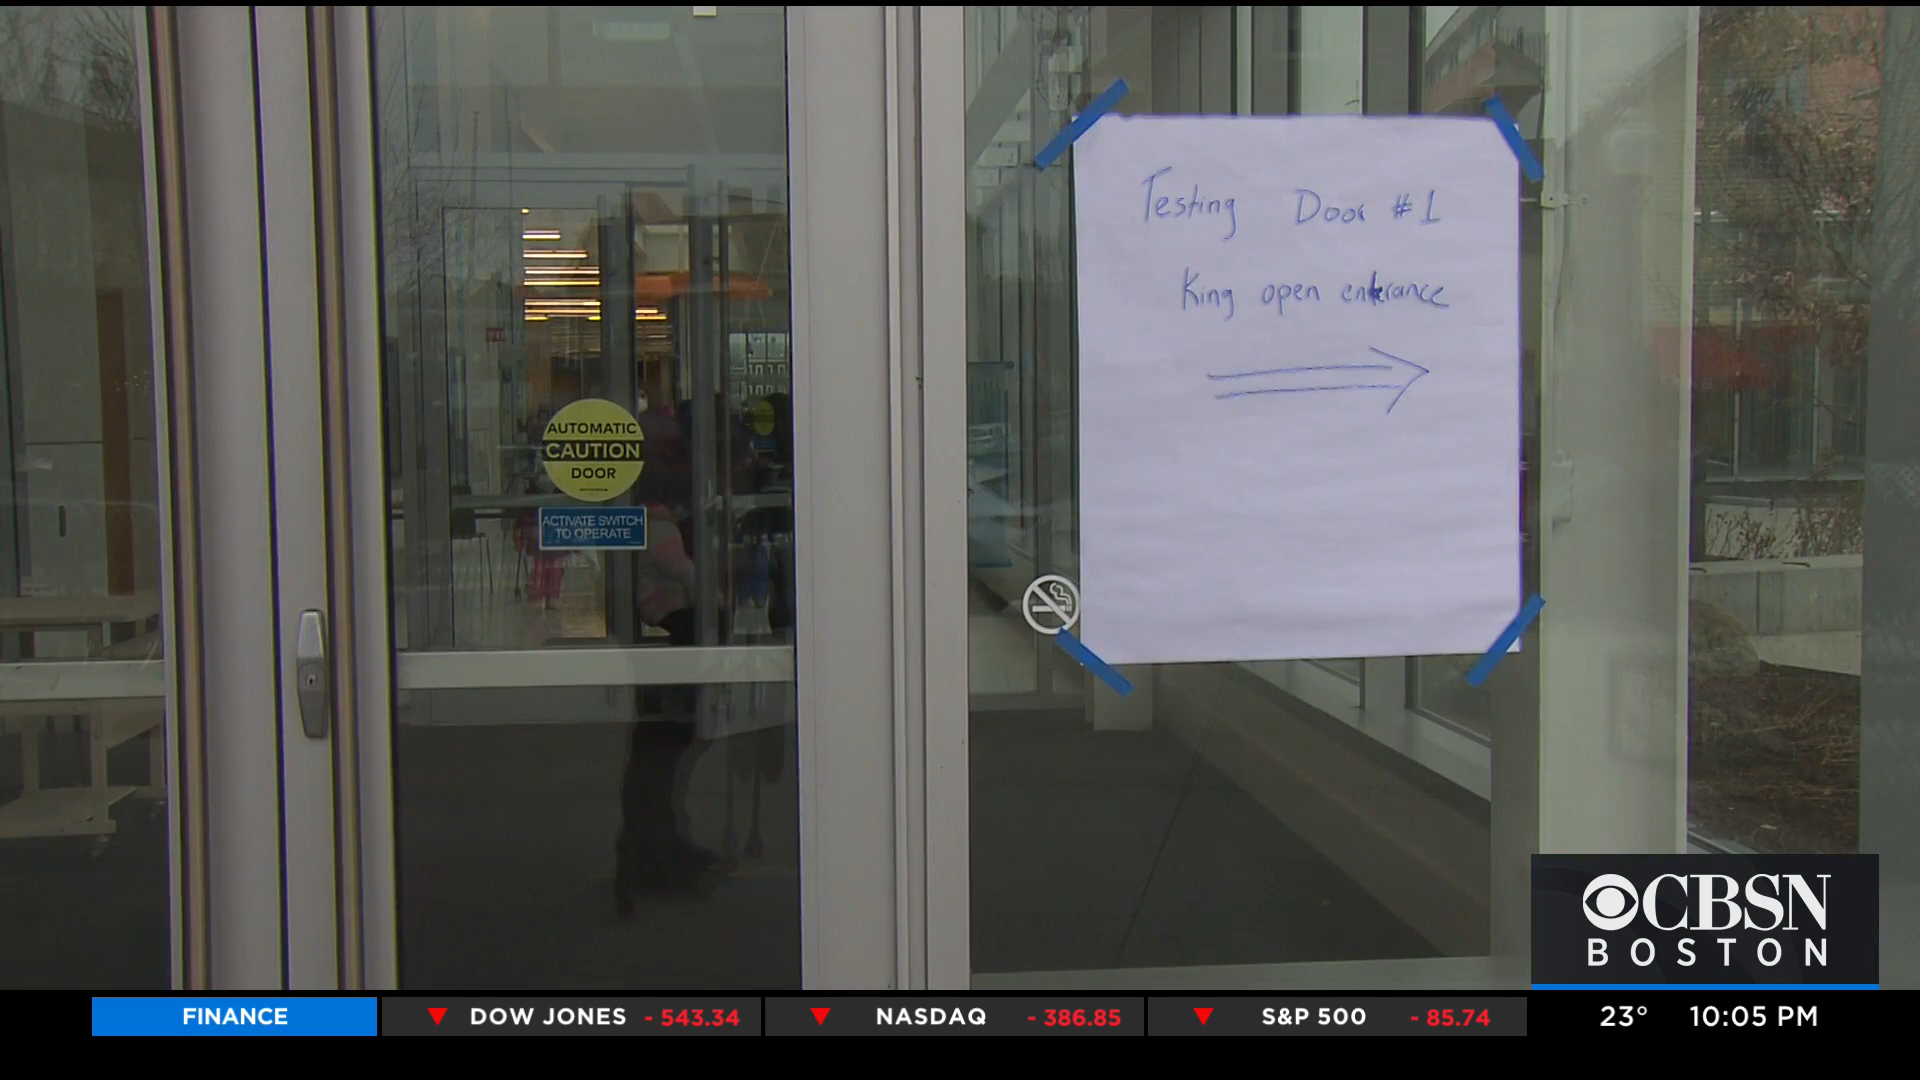 Testing Door #1
King open entrance
AUTOMATIC
CAUTION
DOOR
ACTIVATE SWITCH
TO OPERATE
CBSN
BOSTON
FINANCE
DOW JONES - 543.34
NASDAQ - 386.85
S&P 500 - 85.74
23° 10:05 PM